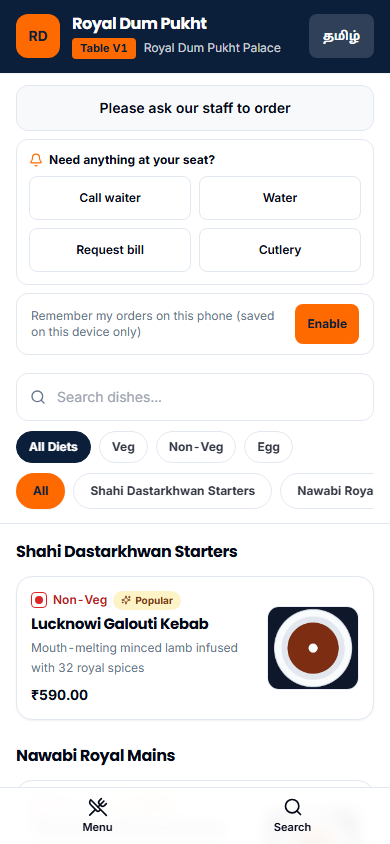 RD
Royal Dum Pukht
Table V1
Royal Dum Pukht Palace
தமிழ்
Please ask our staff to order
Need anything at your seat?
Call waiter
Water
Request bill
Cutlery
Remember my orders on this phone (saved
on this device only)
Enable
Search dishes...
All Diets
Veg
Non-Veg
Egg
All
Shahi Dastarkhwan Starters
Nawabi Roya
Shahi Dastarkhwan Starters
Non-Veg
Popular
Lucknowi Galouti Kebab
Mouth-melting minced lamb infused
with 32 royal spices
₹590.00
Nawabi Royal Mains
Menu
Search